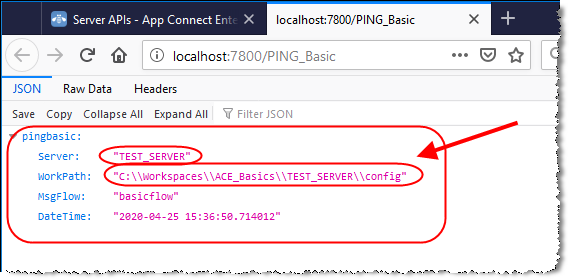 Server APIs - App Connect Ente
localhost:7800/PING_Basic
localhost:7800/PING_Basic
JSON Raw Data Headers
Save Copy Collapse All Expand All Filter JSON
pingbasic:
Server: "TEST_SERVER"
WorkPath: "C:\\Workspaces\\ACE_Basics\\TEST_SERVER\\config"
MsgFlow: "basicflow"
DateTime: "2020-04-25 15:36:50.714012"